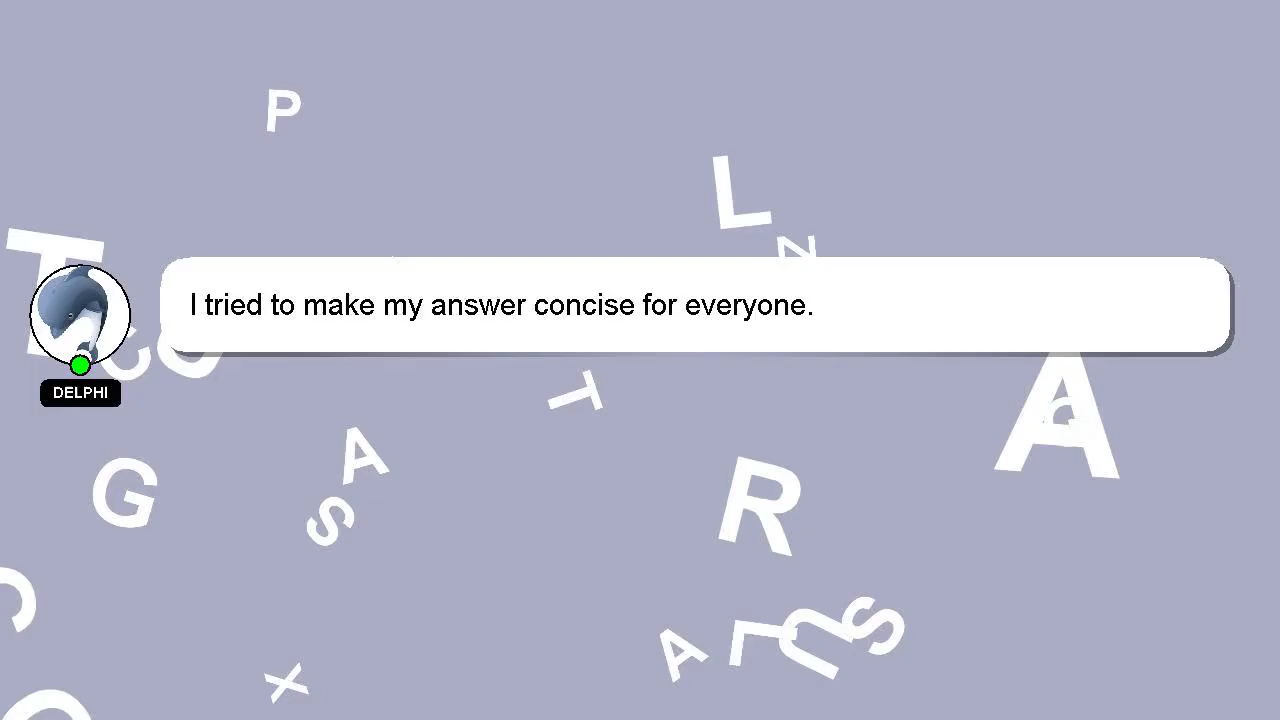 P
L
Z
T
I tried to make my answer concise for everyone.
C
O
DELPHI
T
A
A
G
R
S
C
S
A
L
U
X